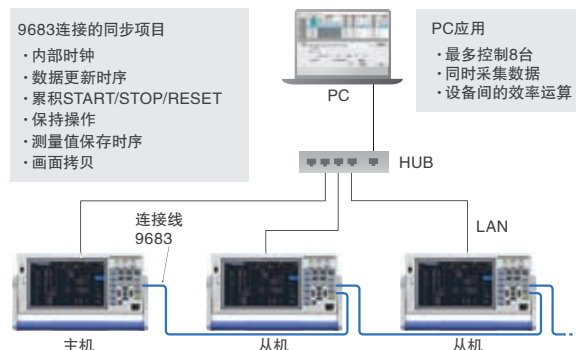 9683连接的同步项目
・内部时钟
・数据更新时序
・累积START/STOP/RESET
・保持操作
・测量值保存时序
・画面拷贝
PC应用
・最多控制8台
・同时采集数据
・设备间的效率运算
PC
HUB
连接线
9683
LAN
主机
从机
从机